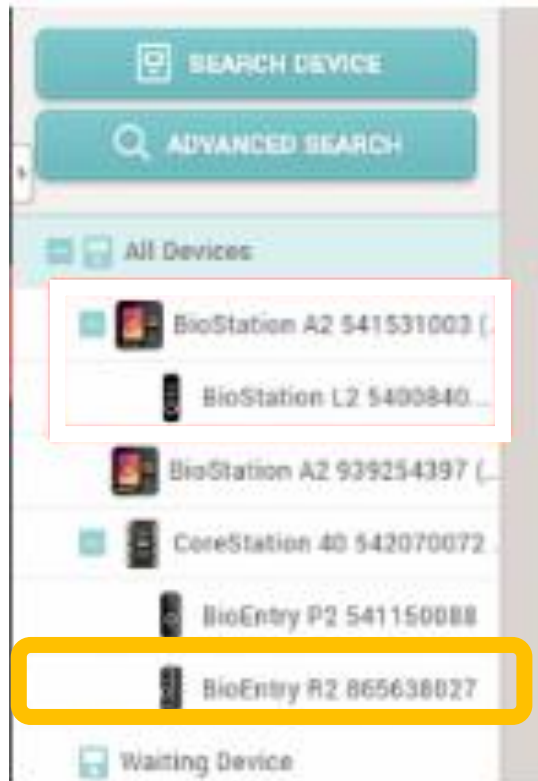 SEARCH DEVICE
ADVANCED SEARCH
All Devices
BioStation A2 541531003 (...
BioStation L2 5400840...
BioStation A2 939254397 (...
CoreStation 40 542070072 ...
BioEntry P2 541150088
BioEntry R2 865638027
Waiting Device